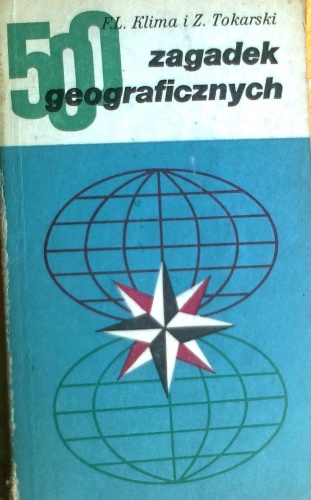 F.L. Klima i Z. Tokarski
500 zagadek
geograficznych